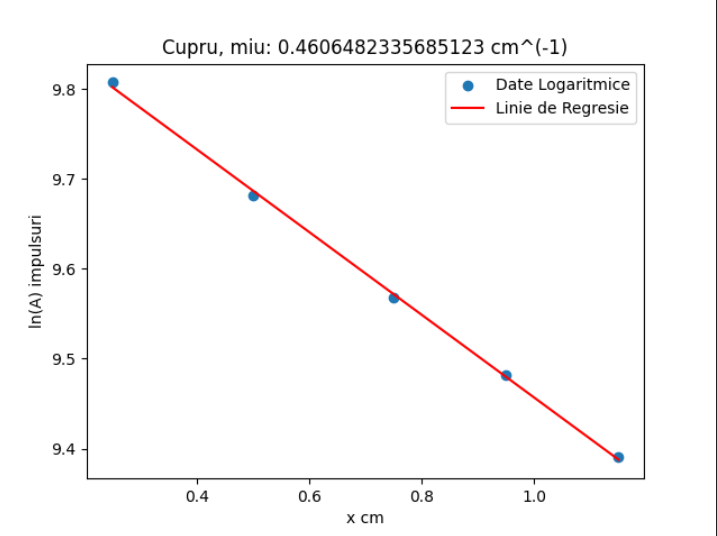 Cupru, miu: 0.4606482335685123 cm^(-1)
Date Logaritmice
Linie de Regresie
9.8
9.7
9.6
9.5
9.4
ln(A) impulsuri
0.4 0.6 0.8 1.0
x cm